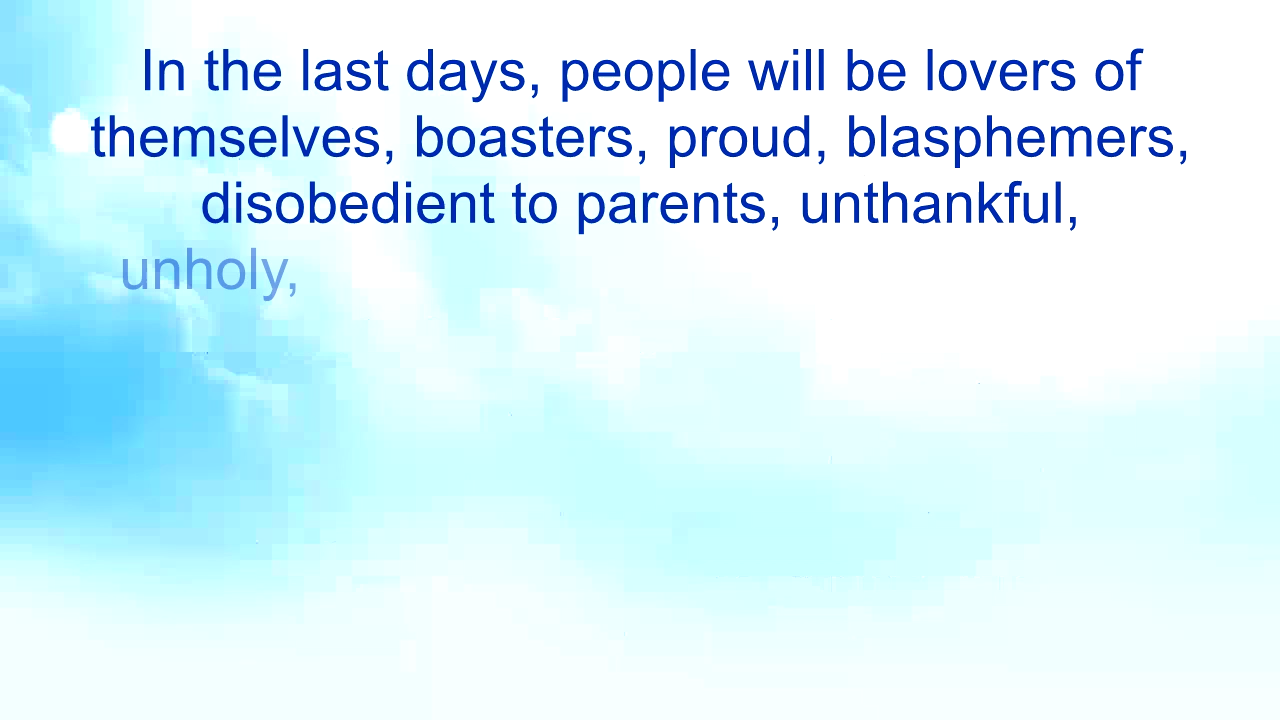 In the last days, people will be lovers of
themselves, boasters, proud, blasphemers,
disobedient to parents, unthankful,
unholy,